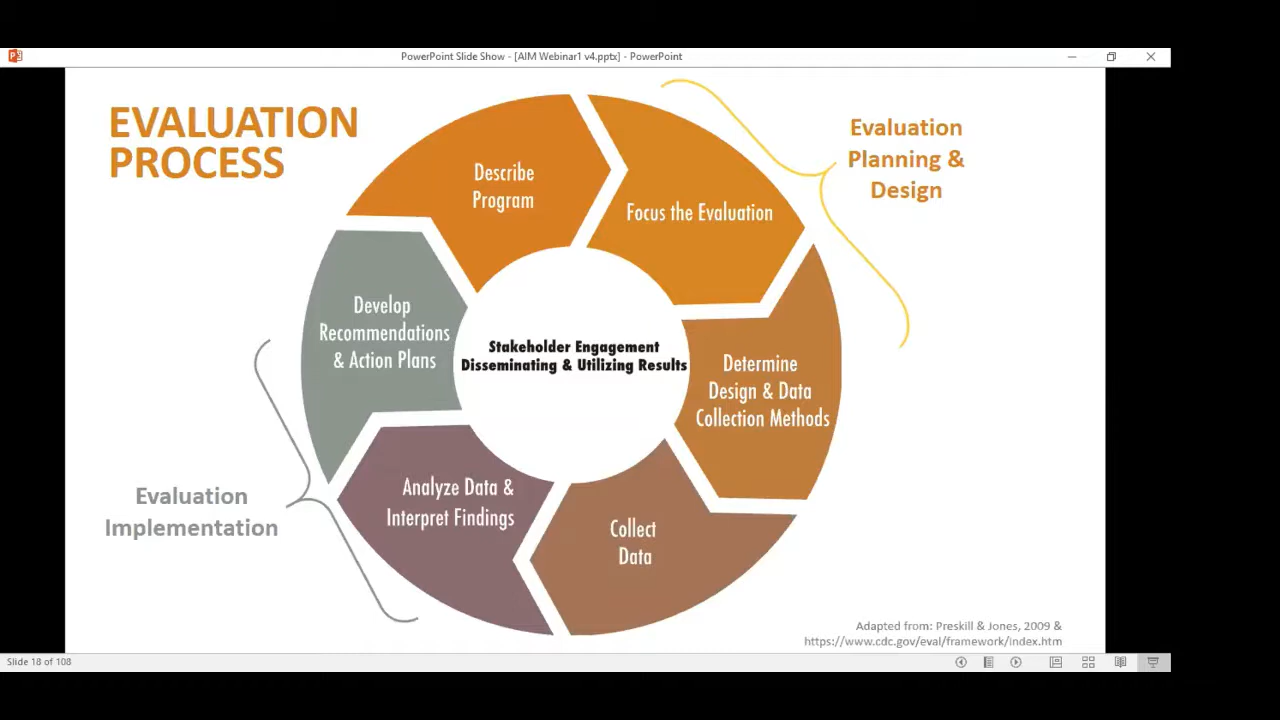 PowerPoint Slide Show - [AIM Webinar1 v4.pptx] - PowerPoint
EVALUATION
PROCESS
Describe
Program
Focus the Evaluation
Evaluation
Planning &
Design
Determine
Design & Data
Collection Methods
Collect
Data
Analyze Data &
Interpret Findings
Develop
Recommendations
& Action Plans
Stakeholder Engagement
Disseminating & Utilizing Results
Evaluation
Implementation
Adapted from: Preskill & Jones, 2009 &
https://www.cdc.gov/eval/framework/index.htm
Slide 18 of 108